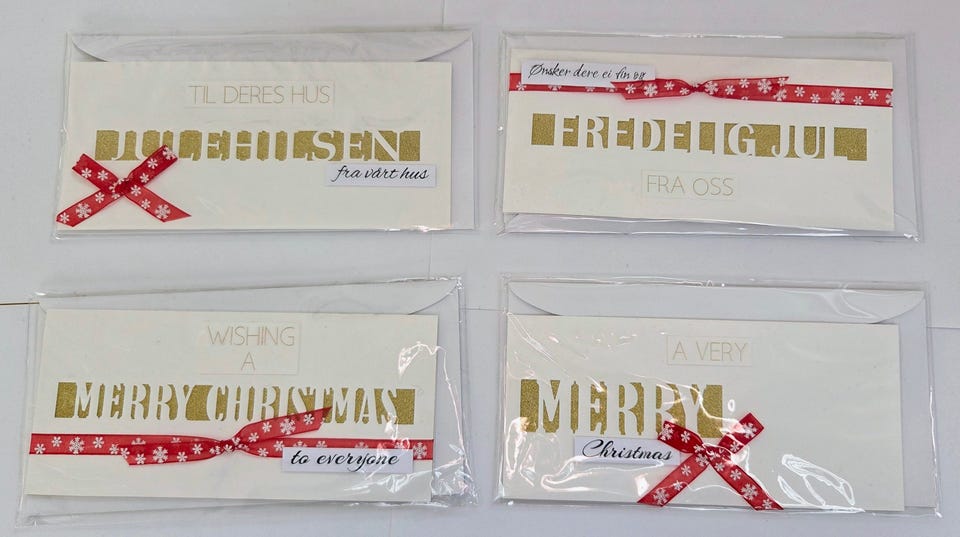 TIL DERES HUS
JULEHILSEN
fra vårt hus
Ønsker dere ei fin og
FREDELIG JUL
FRA OSS
WISHING
A
MERRY CHRISTMAS
to everyone
A VERY
MERRY
Christmas